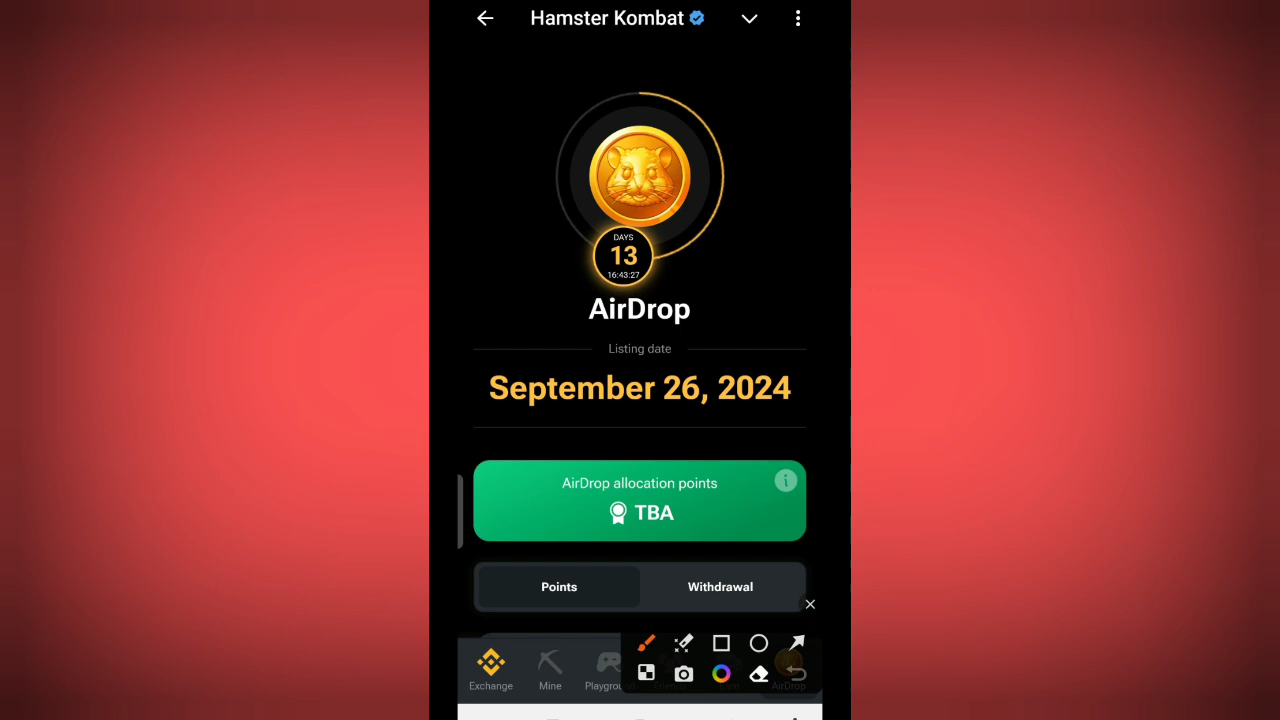 Hamster Kombat
DAYS
13
16:43:27
AirDrop
Listing date
September 26, 2024
AirDrop allocation points
TBA
Points
Withdrawal
Exchange
Mine
AirDrop